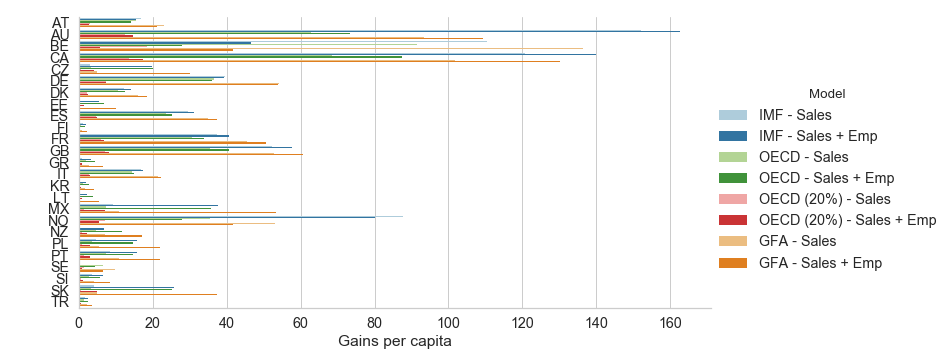 AT
AU
BE
CA
CZ
DE
DK
EE
ES
FI
FR
GB
GR
IT
KR
LT
MX
NO
NZ
PL
PT
SE
SI
SK
TR
0 20 40 60 80 100 120 140 160
Gains per capita
Model
IMF - Sales
IMF - Sales + Emp
OECD - Sales
OECD - Sales + Emp
OECD (20%) - Sales
OECD (20%) - Sales + Emp
GFA - Sales
GFA - Sales + Emp